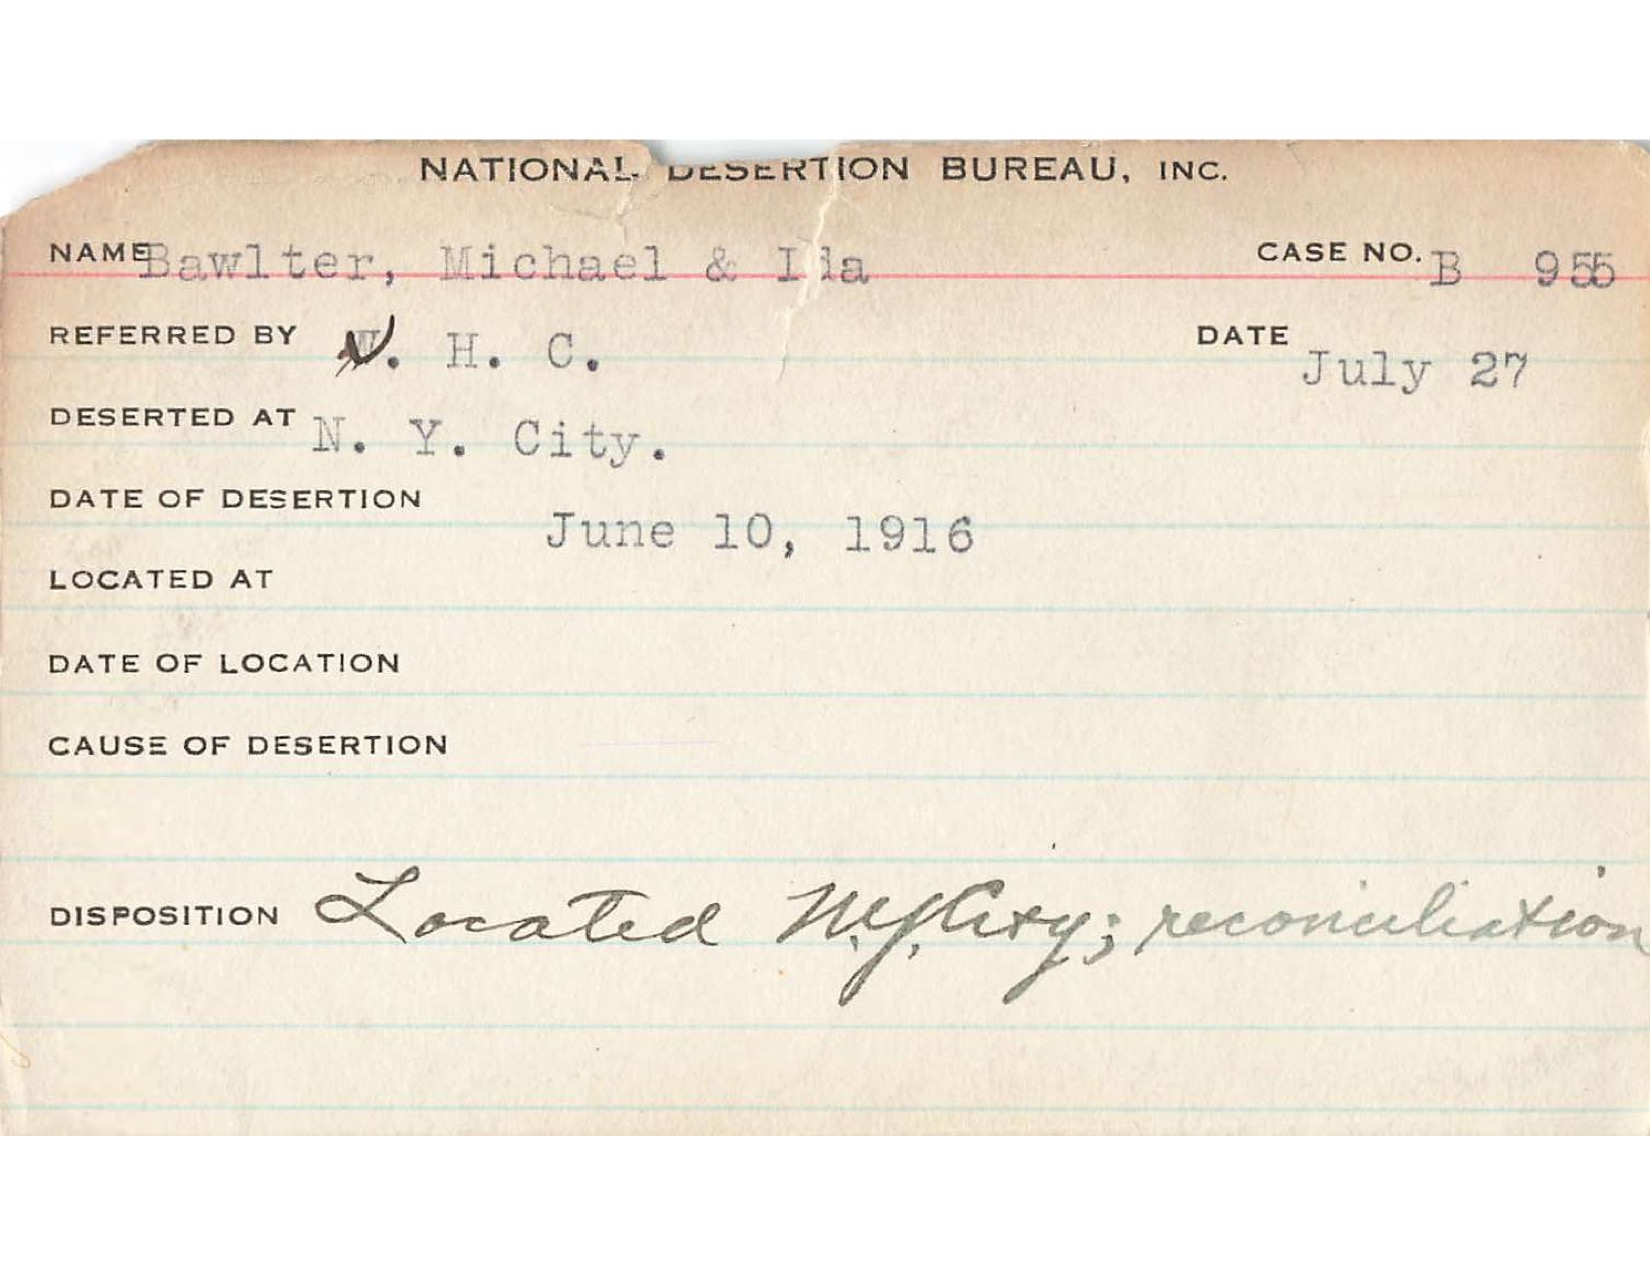 NATIONAL DESERTION BUREAU, INC.
NAME Bawlter, Michael & Ida CASE NO. B 955
REFERRED BY H. C. DATE July 27
DESERTED AT N. Y. City.
DATE OF DESERTION June 10, 1916
LOCATED AT
DATE OF LOCATION
CAUSE OF DESERTION
DISPOSITION Located N.Y. City; reconciliation